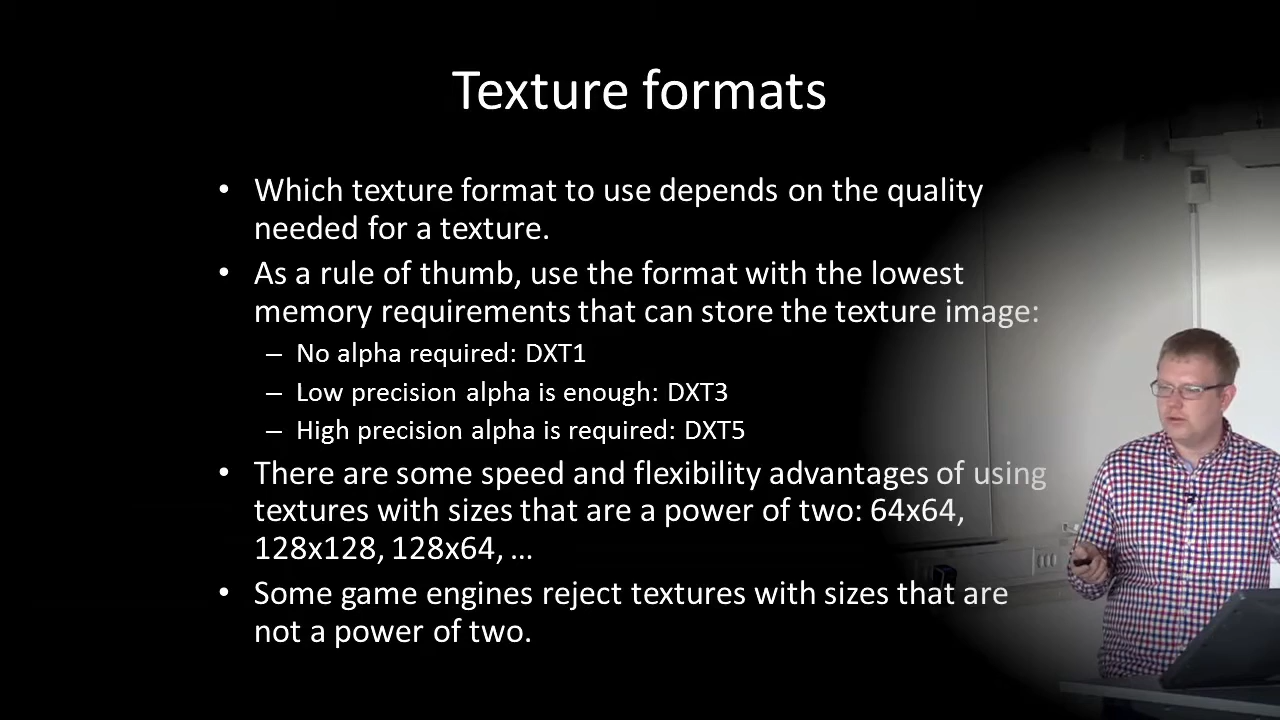 Texture formats
• Which texture format to use depends on the quality
needed for a texture.
• As a rule of thumb, use the format with the lowest
memory requirements that can store the texture image:
– No alpha required: DXT1
– Low precision alpha is enough: DXT3
– High precision alpha is required: DXT5
• There are some speed and flexibility advantages of using
textures with sizes that are a power of two: 64x64,
128x128, 128x64, ...
• Some game engines reject textures with sizes that are
not a power of two.